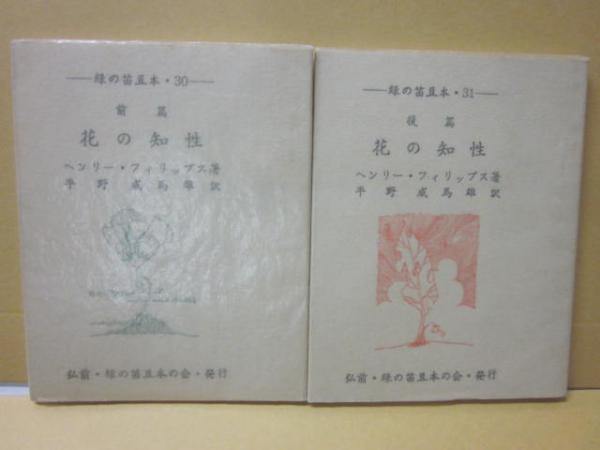 ──緑の笛豆本・30──
前篇
花の知性
ヘンリー・フィリップス著
平野威馬雄訳
弘前・緑の笛豆本の会・発行
──緑の笛豆本・31──
後篇
花の知性
ヘンリー・フィリップス著
平野威馬雄訳
弘前・緑の笛豆本の会・発行